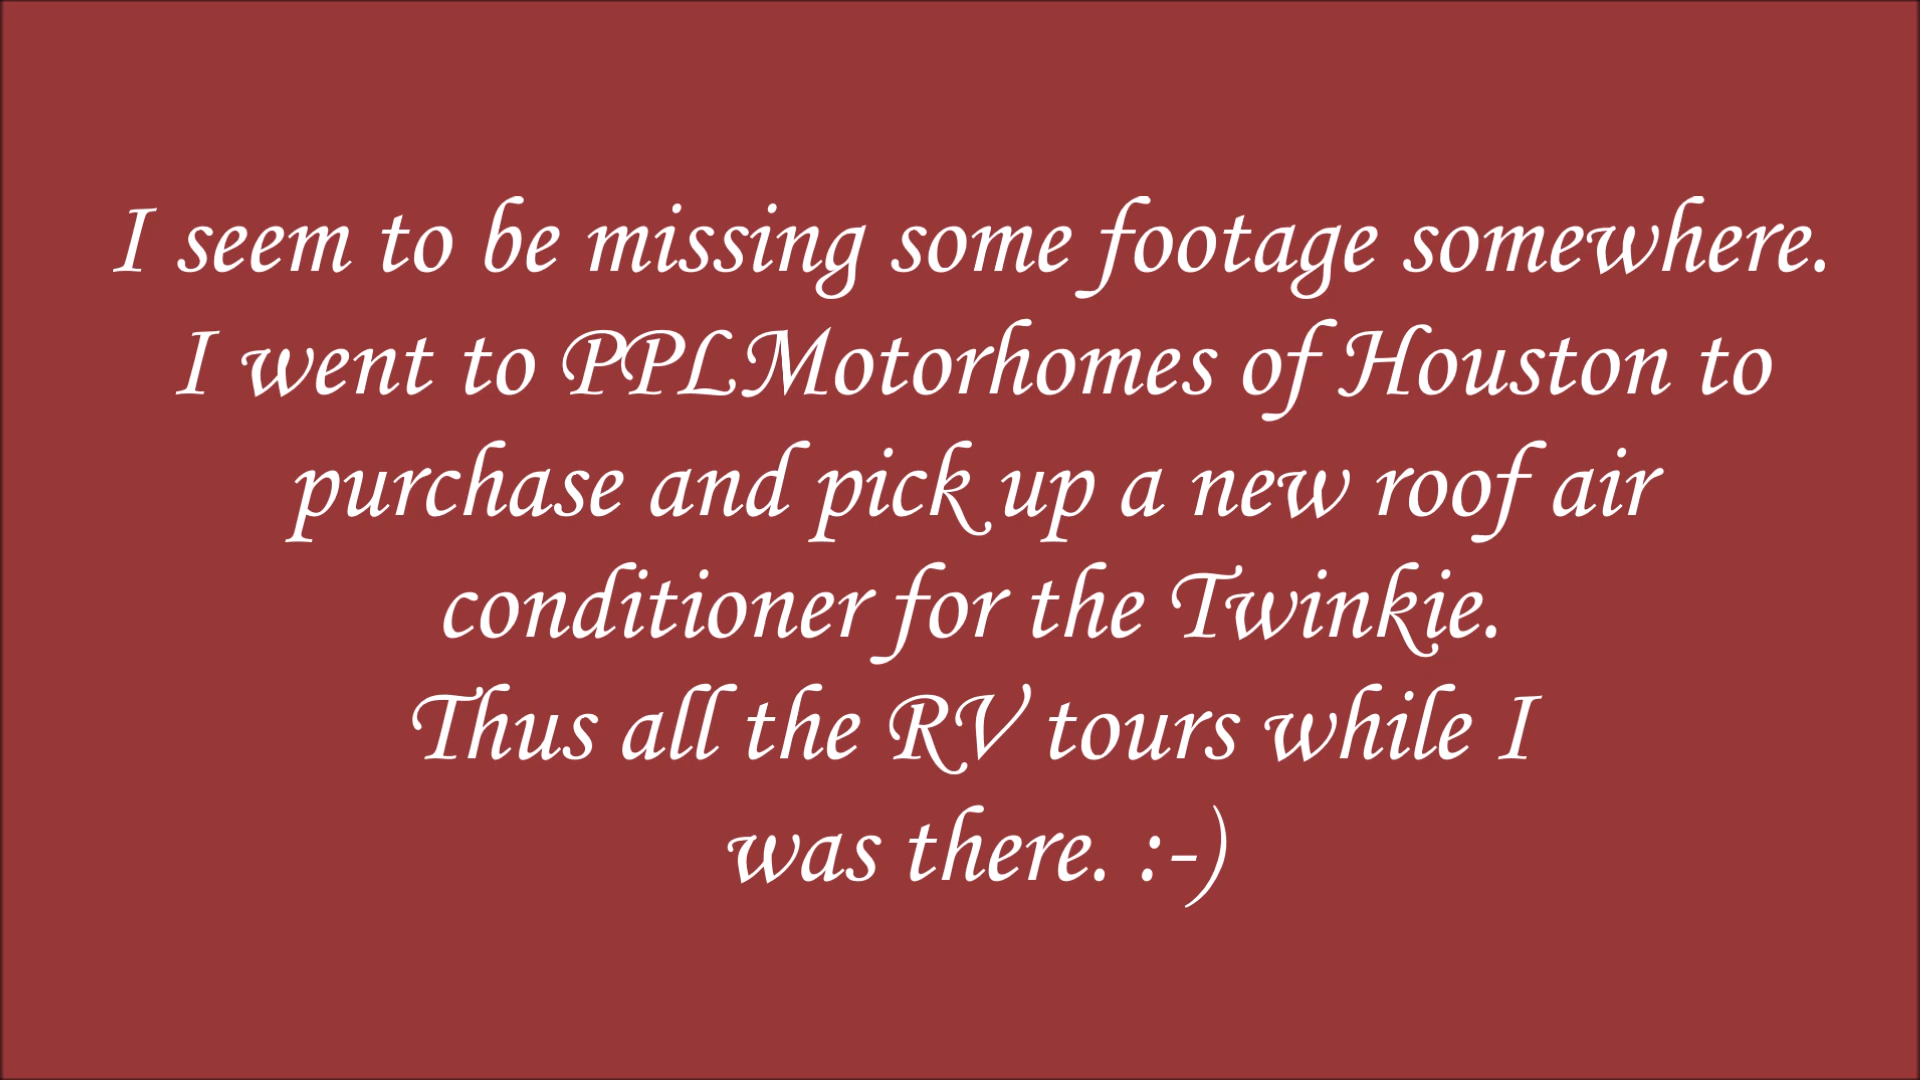 I seem to be missing some footage somewhere.
I went to PPLMotorhomes of Houston to
purchase and pick up a new roof air
conditioner for the Twinkie.
Thus all the RV tours while I
was there. :-)